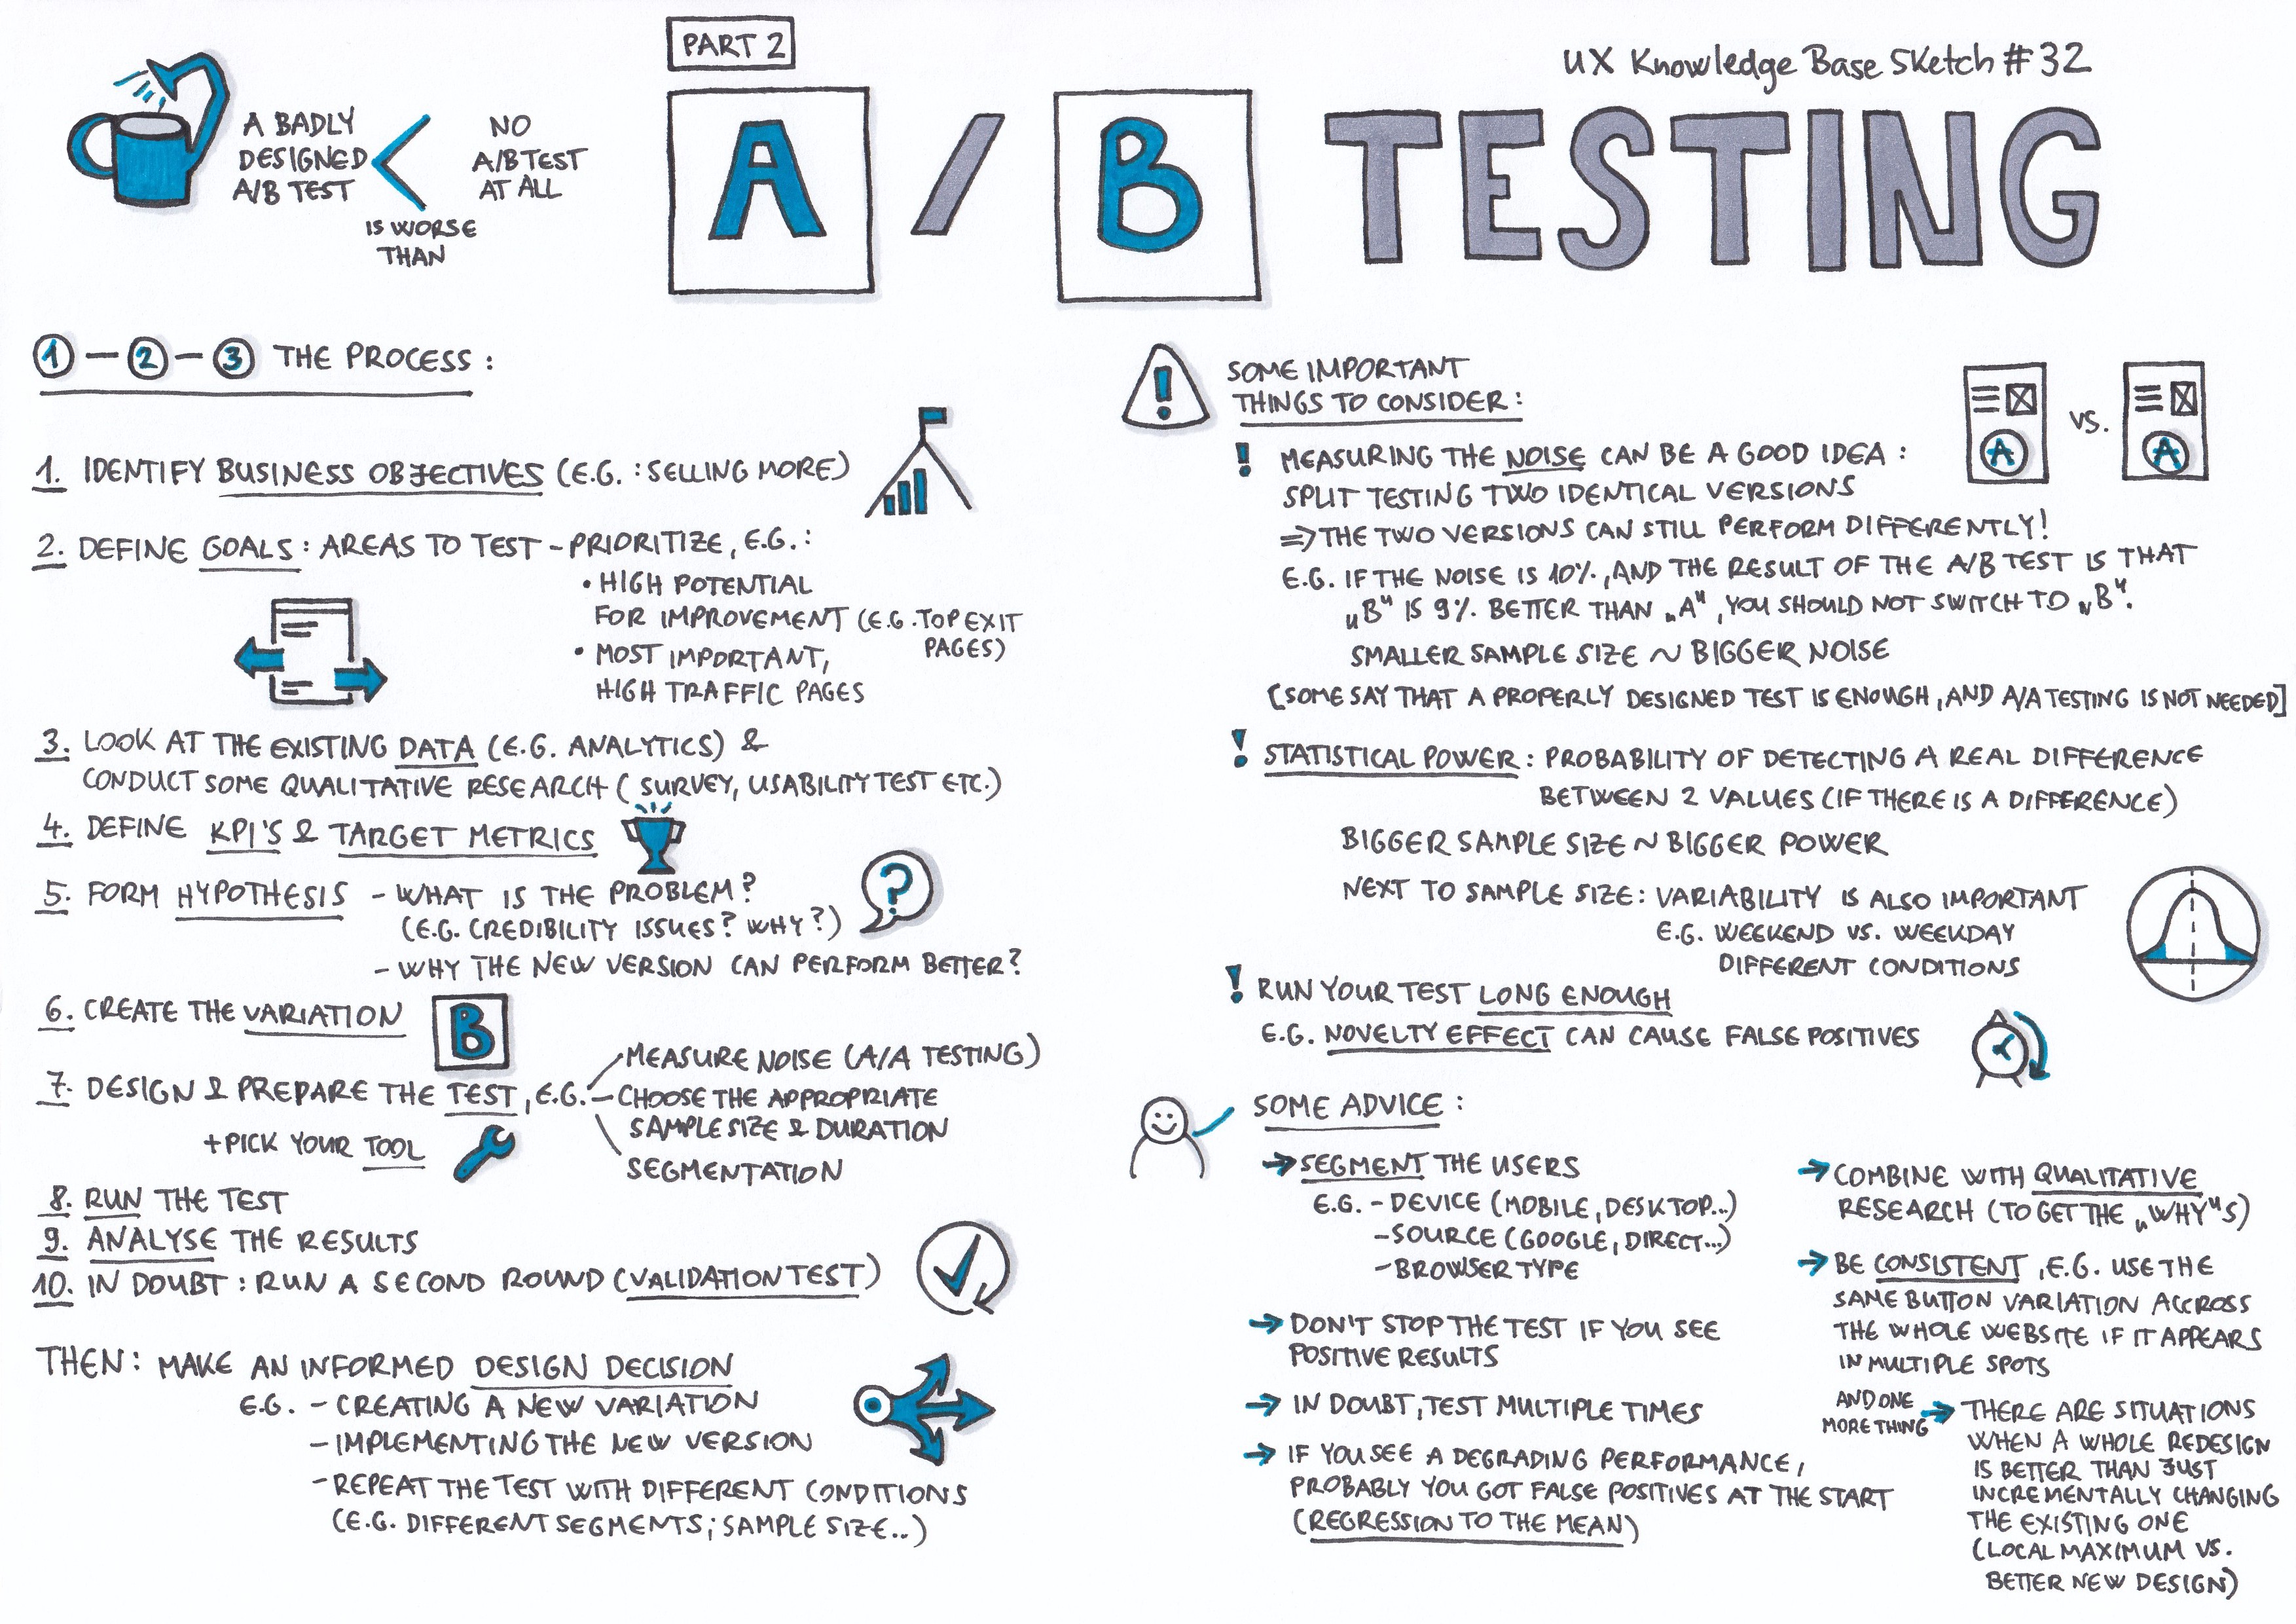 PART 2
UX Knowledge Base Sketch #32
A BADLY
DESIGNED
A/B TEST
<
IS WORSE
THAN
NO
A/B TEST
AT ALL
A / B TESTING
1 — 2 — 3 THE PROCESS:
1. IDENTIFY BUSINESS OBJECTIVES (E.G.: SELLING MORE)
2. DEFINE GOALS: AREAS TO TEST - PRIORITIZE, E.G.:
• HIGH POTENTIAL
FOR IMPROVEMENT (E.G. TOP EXIT
PAGES)
• MOST IMPORTANT,
HIGH TRAFFIC PAGES
3. LOOK AT THE EXISTING DATA (E.G. ANALYTICS) &
CONDUCT SOME QUALITATIVE RESEARCH (SURVEY, USABILITY TEST ETC.)
4. DEFINE KPI'S & TARGET METRICS
5. FORM HYPOTHESIS - WHAT IS THE PROBLEM?
(E.G. CREDIBILITY ISSUES? WHY?)
?
- WHY THE NEW VERSION CAN PERFORM BETTER?
6. CREATE THE VARIATION
B
7. DESIGN & PREPARE THE TEST, E.G.
MEASURE NOISE (A/A TESTING)
CHOOSE THE APPROPRIATE
SAMPLE SIZE & DURATION
SEGMENTATION
+ PICK YOUR TOOL
8. RUN THE TEST
9. ANALYSE THE RESULTS
10. IN DOUBT: RUN A SECOND ROUND (VALIDATION TEST)
THEN: MAKE AN INFORMED DESIGN DECISION
E.G. - CREATING A NEW VARIATION
- IMPLEMENTING THE NEW VERSION
- REPEAT THE TEST WITH DIFFERENT CONDITIONS
(E.G. DIFFERENT SEGMENTS; SAMPLE SIZE..)
! SOME IMPORTANT
THINGS TO CONSIDER:
A VS. A
! MEASURING THE NOISE CAN BE A GOOD IDEA:
SPLIT TESTING TWO IDENTICAL VERSIONS
=> THE TWO VERSIONS CAN STILL PERFORM DIFFERENTLY!
E.G. IF THE NOISE IS 10%, AND THE RESULT OF THE A/B TEST IS THAT
„B" IS 9% BETTER THAN „A", YOU SHOULD NOT SWITCH TO „B".
SMALLER SAMPLE SIZE ~ BIGGER NOISE
[SOME SAY THAT A PROPERLY DESIGNED TEST IS ENOUGH, AND A/A TESTING IS NOT NEEDED]
! STATISTICAL POWER: PROBABILITY OF DETECTING A REAL DIFFERENCE
BETWEEN 2 VALUES (IF THERE IS A DIFFERENCE)
BIGGER SAMPLE SIZE ~ BIGGER POWER
NEXT TO SAMPLE SIZE: VARIABILITY IS ALSO IMPORTANT
E.G. WEEKEND VS. WEEKDAY
DIFFERENT CONDITIONS
! RUN YOUR TEST LONG ENOUGH
E.G. NOVELTY EFFECT CAN CAUSE FALSE POSITIVES
SOME ADVICE:
→ SEGMENT THE USERS
E.G. - DEVICE (MOBILE, DESKTOP...)
- SOURCE (GOOGLE, DIRECT...)
- BROWSER TYPE
→ DON'T STOP THE TEST IF YOU SEE
POSITIVE RESULTS
→ IN DOUBT, TEST MULTIPLE TIMES
→ IF YOU SEE A DEGRADING PERFORMANCE,
PROBABLY YOU GOT FALSE POSITIVES AT THE START
(REGRESSION TO THE MEAN)
→ COMBINE WITH QUALITATIVE
RESEARCH (TO GET THE „WHY"S)
→ BE CONSISTENT, E.G. USE THE
SAME BUTTON VARIATION ACCROSS
THE WHOLE WEBSITE IF IT APPEARS
IN MULTIPLE SPOTS
AND ONE
MORE THING
→ THERE ARE SITUATIONS
WHEN A WHOLE REDESIGN
IS BETTER THAN JUST
INCREMENTALLY CHANGING
THE EXISTING ONE
(LOCAL MAXIMUM VS.
BETTER NEW DESIGN)